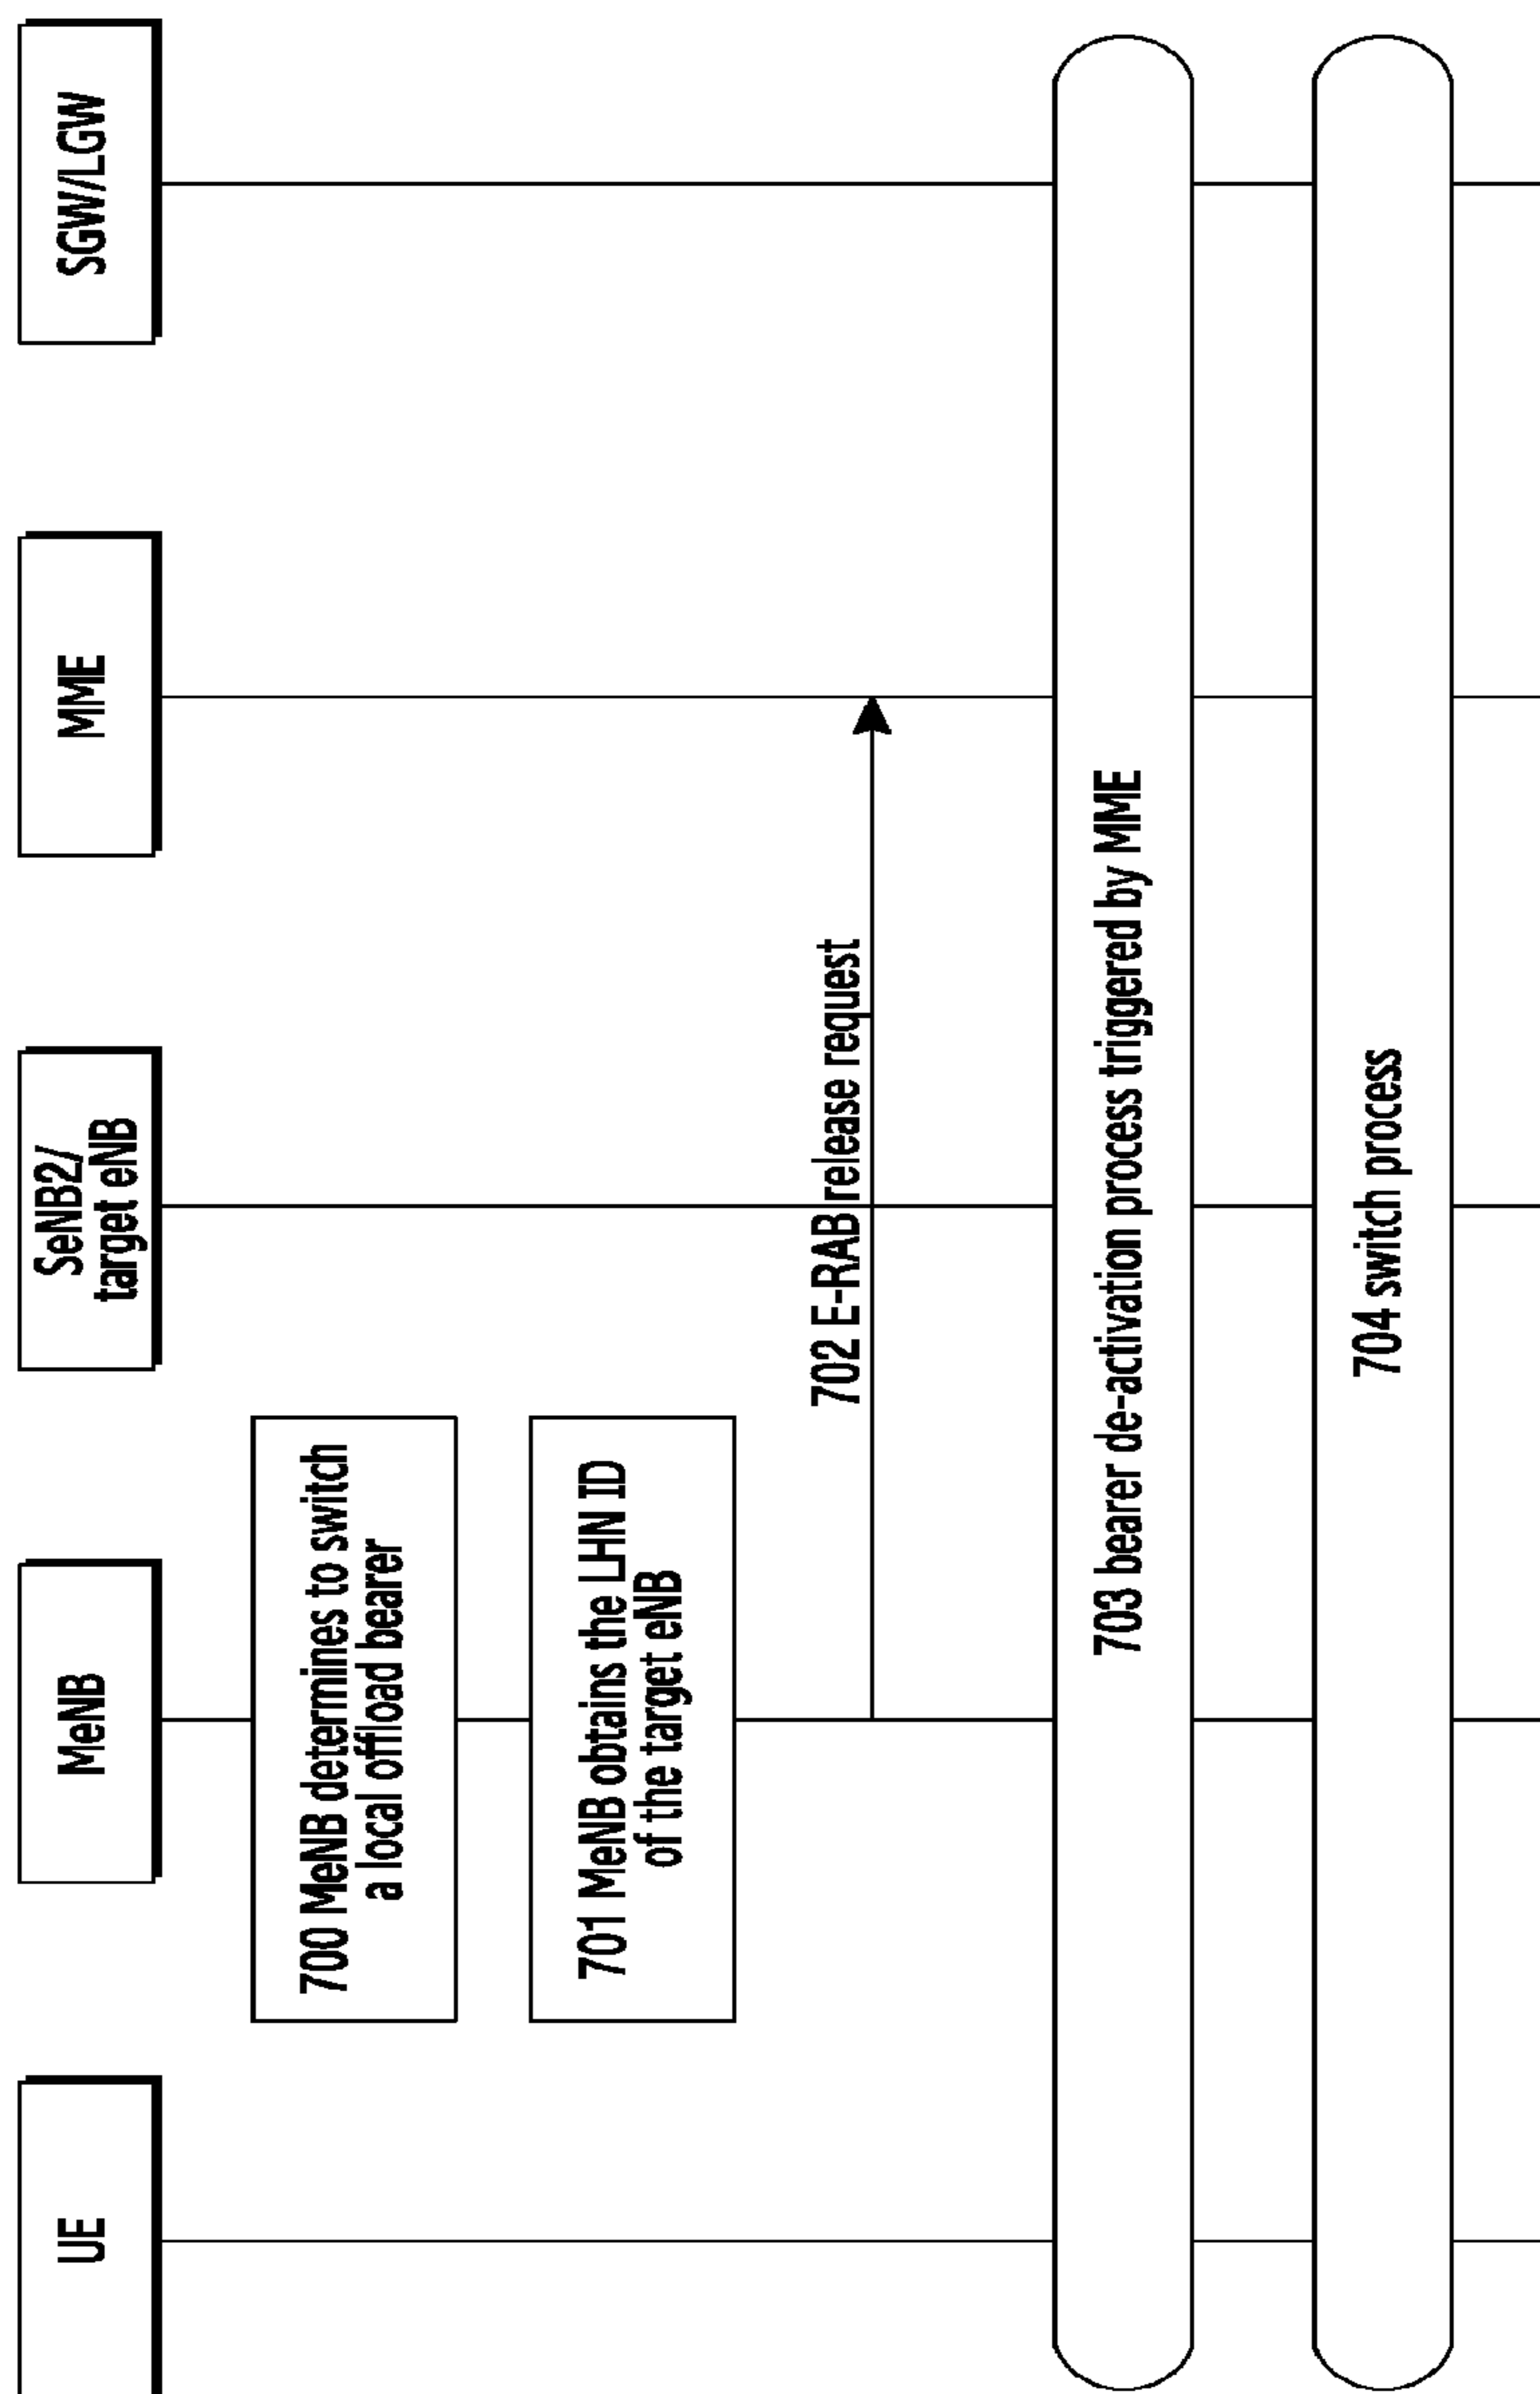 UE
MeNB
SeNB2/
target eNB
MME
SGW/LGW
700 MeNB determines to switch
a local offload bearer
701 MeNB obtains the LHN ID
of the target eNB
702 E-RAB release request
703 bearer de-activation process triggered by MME
704 switch process